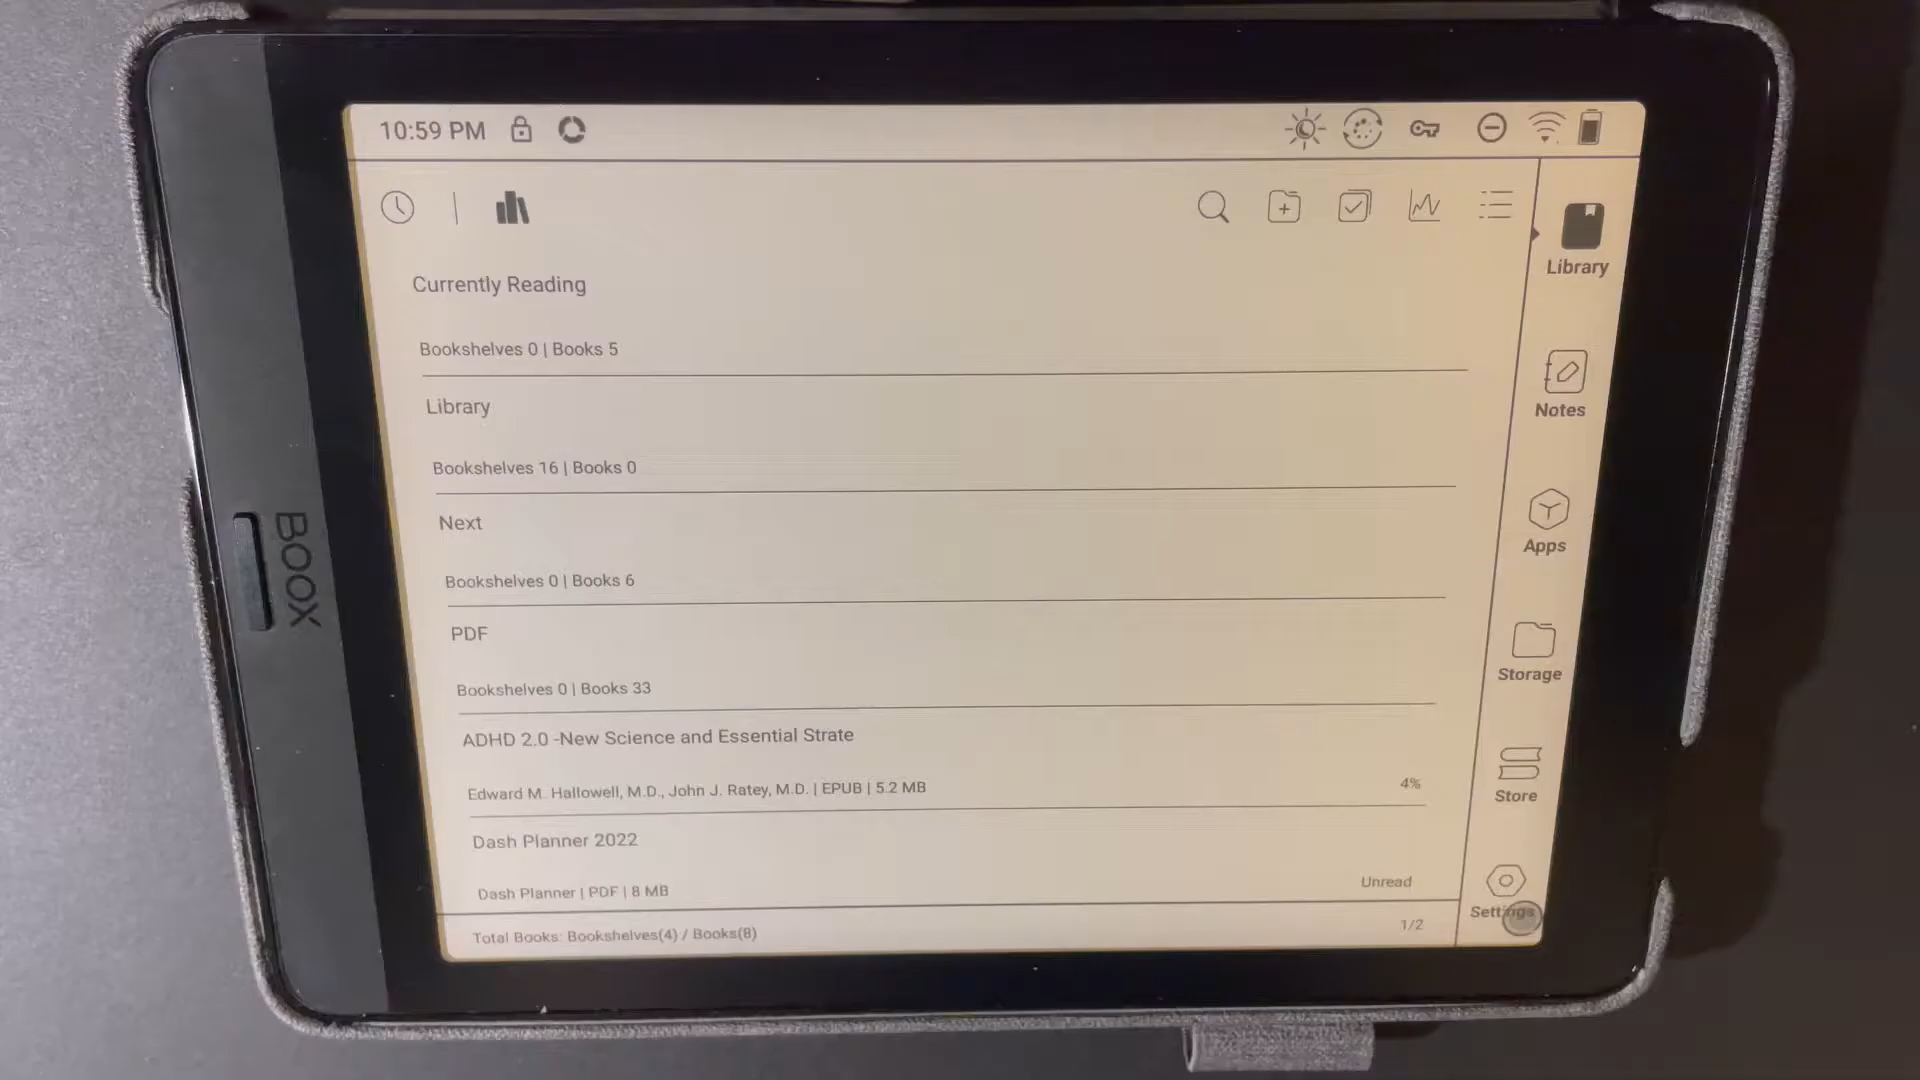 10:59 PM
Currently Reading
Bookshelves 0 | Books 5
Library
Bookshelves 16 | Books 0
Next
Bookshelves 0 | Books 6
PDF
Bookshelves 0 | Books 33
ADHD 2.0 -New Science and Essential Strate
Edward M. Hallowell, M.D., John J. Ratey, M.D. | EPUB | 5.2 MB
4%
Dash Planner 2022
Dash Planner | PDF | 8 MB
Unread
Total Books: Bookshelves(4) / Books(8)
1/2
Library
Notes
Apps
Storage
Store
Settings
BOOX